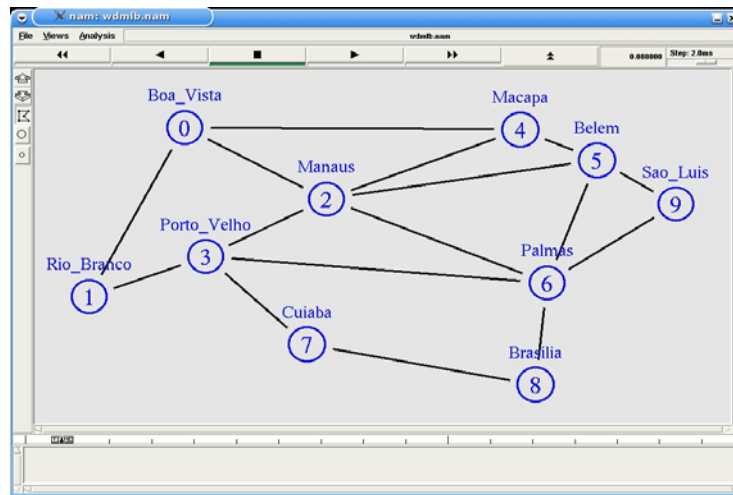 nam: wdmlb.nam
File Views Analysis
wdmlb.nam
0.080800 Step: 2.0ms
Boa_Vista
0
Macapa
4
Belem
5
Manaus
2
Sao_Luis
9
Porto_Velho
3
Rio_Branco
1
Palmas
6
Cuiaba
7
Brasilia
8